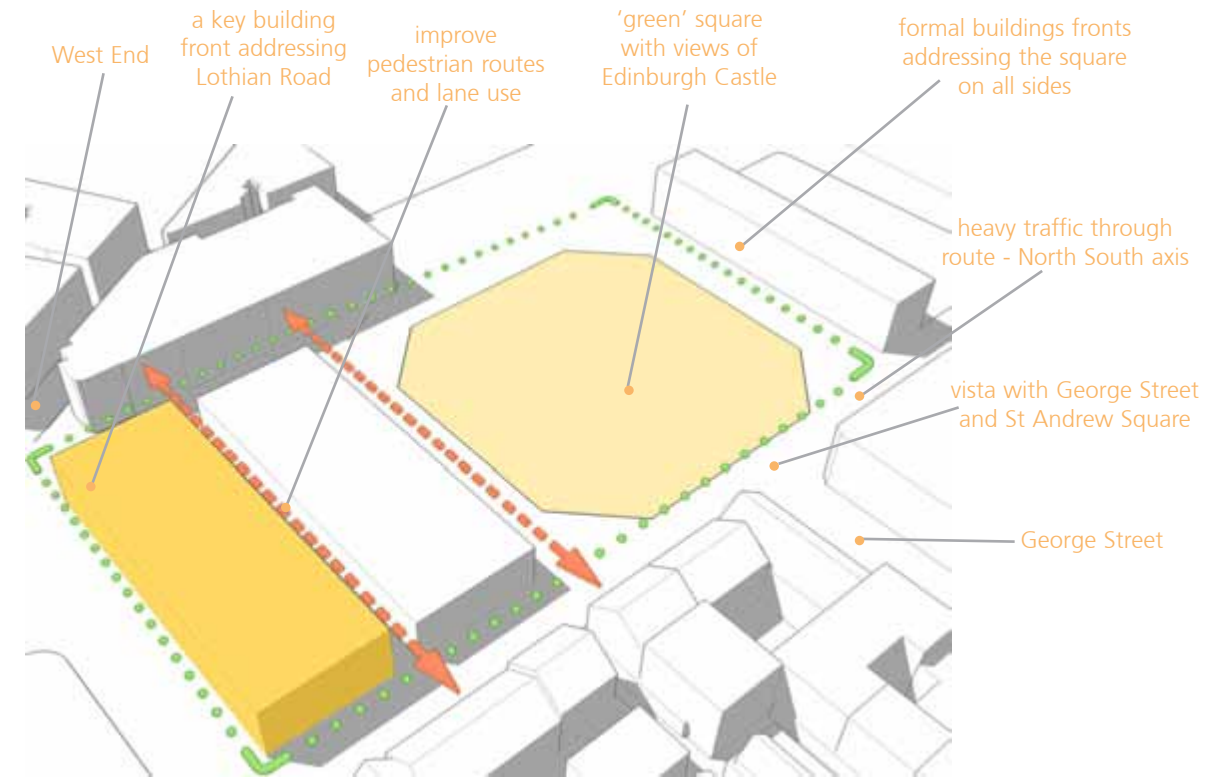 West End
a key building
front addressing
Lothian Road
improve
pedestrian routes
and lane use
‘green’ square
with views of
Edinburgh Castle
formal buildings fronts
addressing the square
on all sides
heavy traffic through
route - North South axis
vista with George Street
and St Andrew Square
George Street